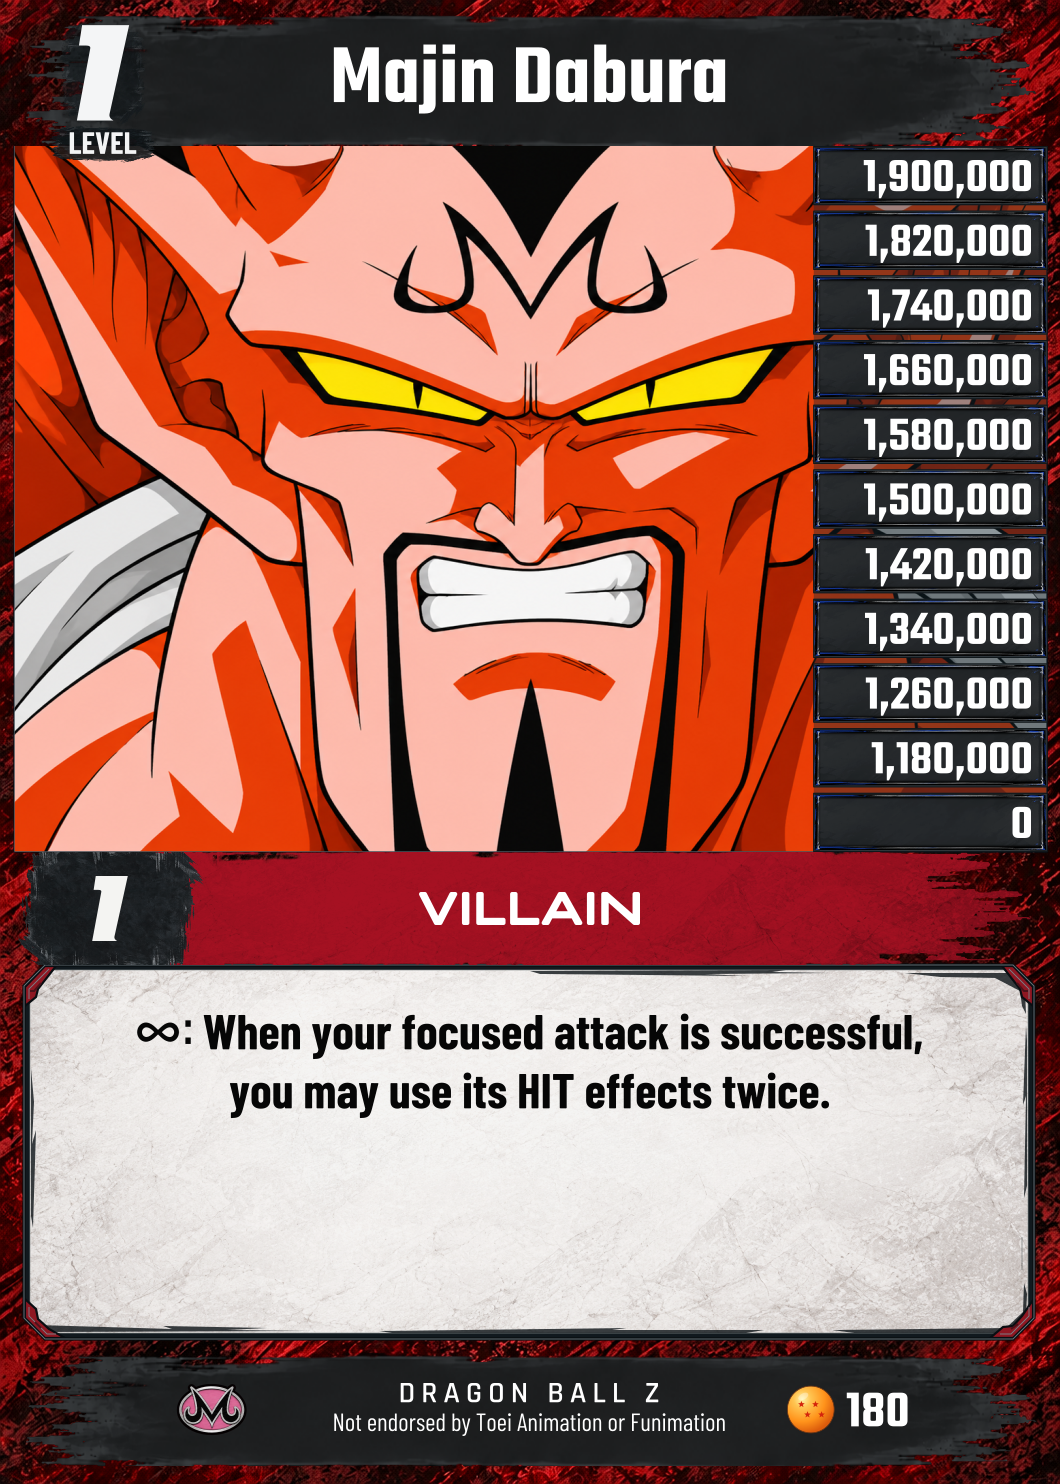 1
LEVEL
Majin Dabura
1,900,000
1,820,000
1,740,000
1,660,000
1,580,000
1,500,000
1,420,000
1,340,000
1,260,000
1,180,000
0
1
VILLAIN
∞: When your focused attack is successful,
you may use its HIT effects twice.
DRAGON BALL Z
Not endorsed by Toei Animation or Funimation
180